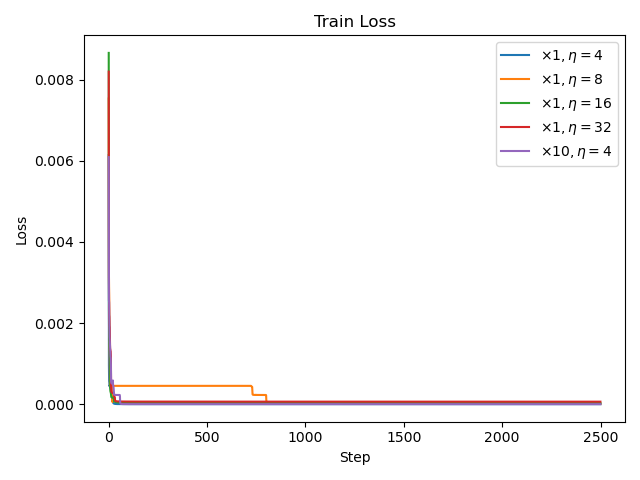 Train Loss
×1, η = 4
×1, η = 8
×1, η = 16
×1, η = 32
×10, η = 4
Loss
0.008
0.006
0.004
0.002
0.000
0 500 1000 1500 2000 2500
Step